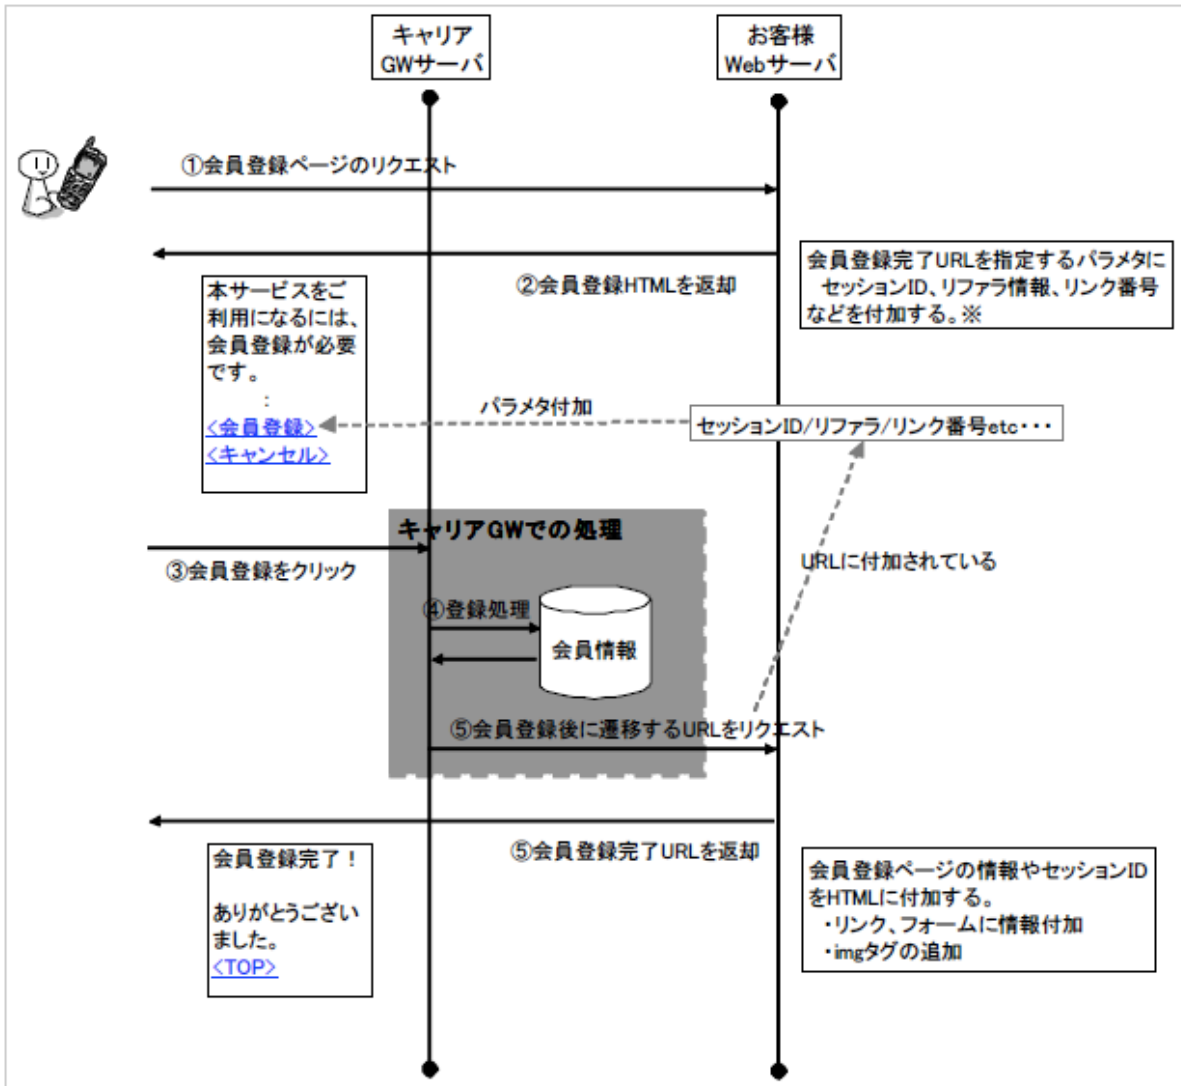 キャリア
GWサーバ
お客様
Webサーバ
①会員登録ページのリクエスト
②会員登録HTMLを返却
会員登録完了URLを指定するパラメタに
セッションID、リファラ情報、リンク番号
などを付加する。※
本サービスをご
利用になるには、
会員登録が必要
です。
:
<会員登録>
<キャンセル>
パラメタ付加
セッションID/リファラ/リンク番号etc・・・
キャリアGWでの処理
③会員登録をクリック
URLに付加されている
④登録処理
会員情報
⑤会員登録後に遷移するURLをリクエスト
⑤会員登録完了URLを返却
会員登録完了！
ありがとうござい
ました。
<TOP>
会員登録ページの情報やセッションID
をHTMLに付加する。
・リンク、フォームに情報付加
・imgタグの追加